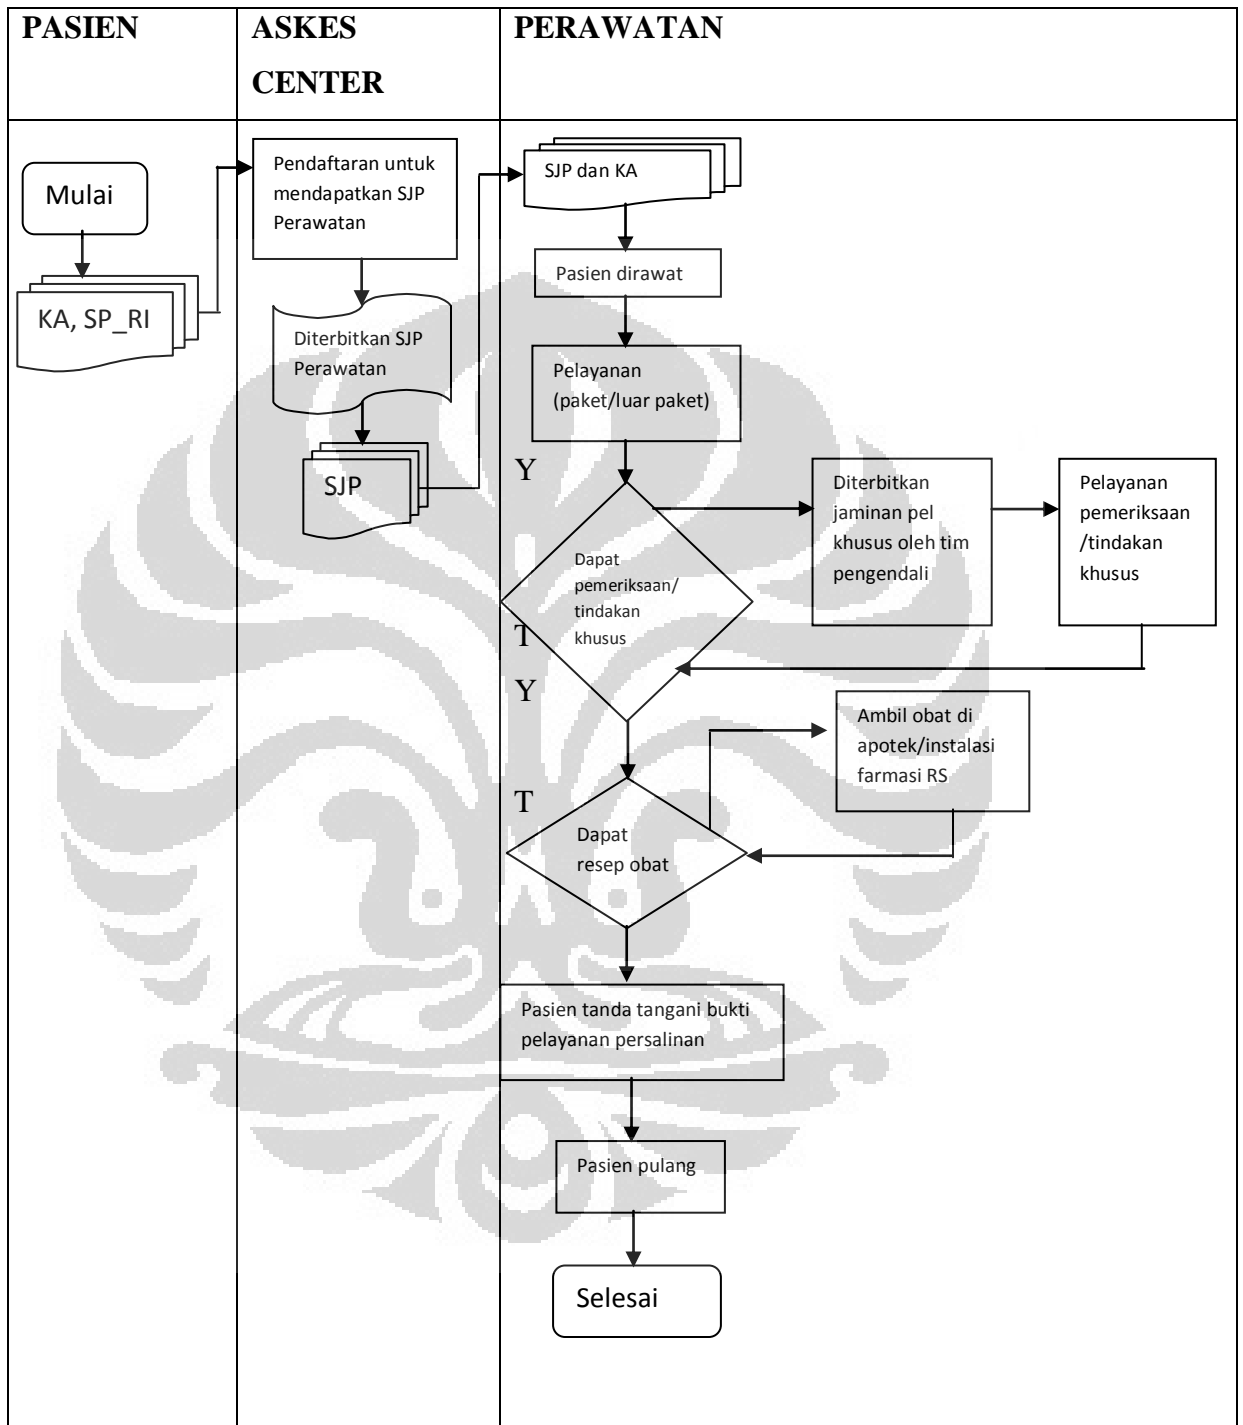 PASIEN
ASKES
CENTER
PERAWATAN
Mulai
KA, SP_RI
Pendaftaran untuk
mendapatkan SJP
Perawatan
Diterbitkan SJP
Perawatan
SJP
SJP dan KA
Pasien dirawat
Pelayanan
(paket/luar paket)
Y
Dapat
pemeriksaan/
tindakan
khusus
T
Diterbitkan
jaminan pel
khusus oleh tim
pengendali
Pelayanan
pemeriksaan
/tindakan
khusus
Y
Ambil obat di
apotek/instalasi
farmasi RS
T
Dapat
resep obat
Pasien tanda tangani bukti
pelayanan persalinan
Pasien pulang
Selesai